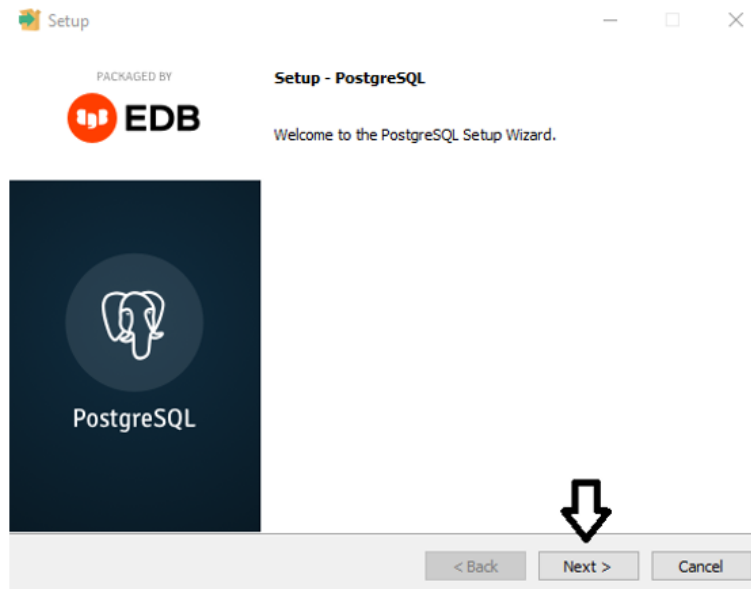 Setup
PACKAGED BY
EDB
Setup - PostgreSQL
Welcome to the PostgreSQL Setup Wizard.
PostgreSQL
< Back
Next >
Cancel